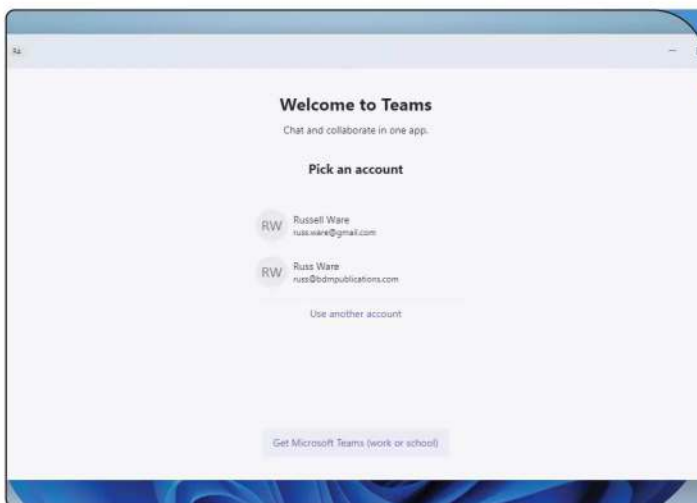 Welcome to Teams
Chat and collaborate in one app.
Pick an account
RW
Russell Ware
russ.ware@gmail.com
RW
Russ Ware
russ@bdmpublications.com
Use another account
Get Microsoft Teams (work or school)